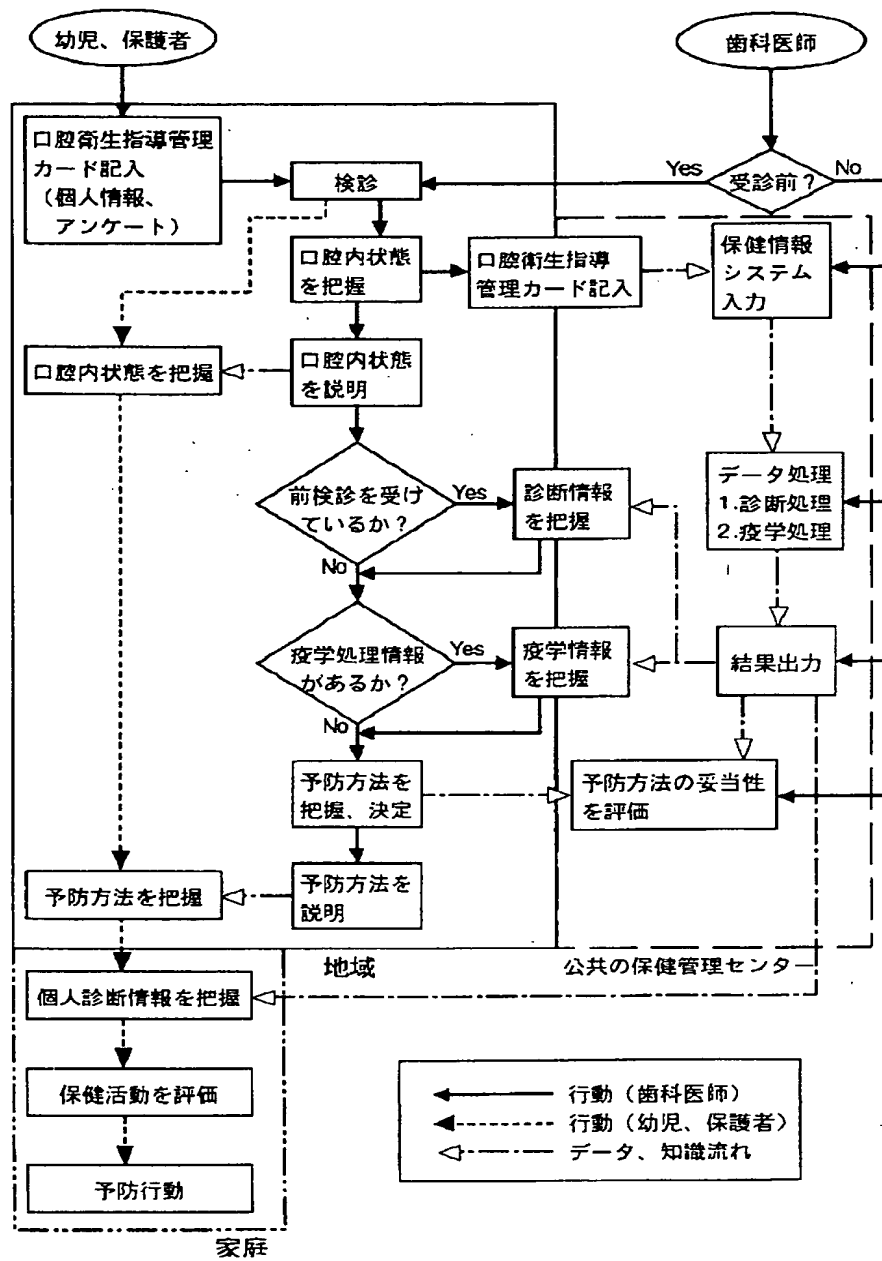 幼児、保護者
歯科医師
口腔衛生指導管理
カード記入
（個人情報、
アンケート）
検診
Yes
受診前？
No
口腔内状態
を把握
口腔衛生指導
管理カード記入
保健情報
システム
入力
口腔内状態を把握
口腔内状態
を説明
前検診を受け
ているか？
Yes
No
診断情報
を把握
データ処理
1.診断処理
2.疫学処理
疫学処理情報
があるか？
Yes
No
疫学情報
を把握
結果出力
予防方法を
把握、決定
予防方法の妥当性
を評価
予防方法を把握
予防方法を
説明
地域
公共の保健管理センター
個人診断情報を把握
保健活動を評価
予防行動
家庭
行動（歯科医師）
行動（幼児、保護者）
データ、知識流れ